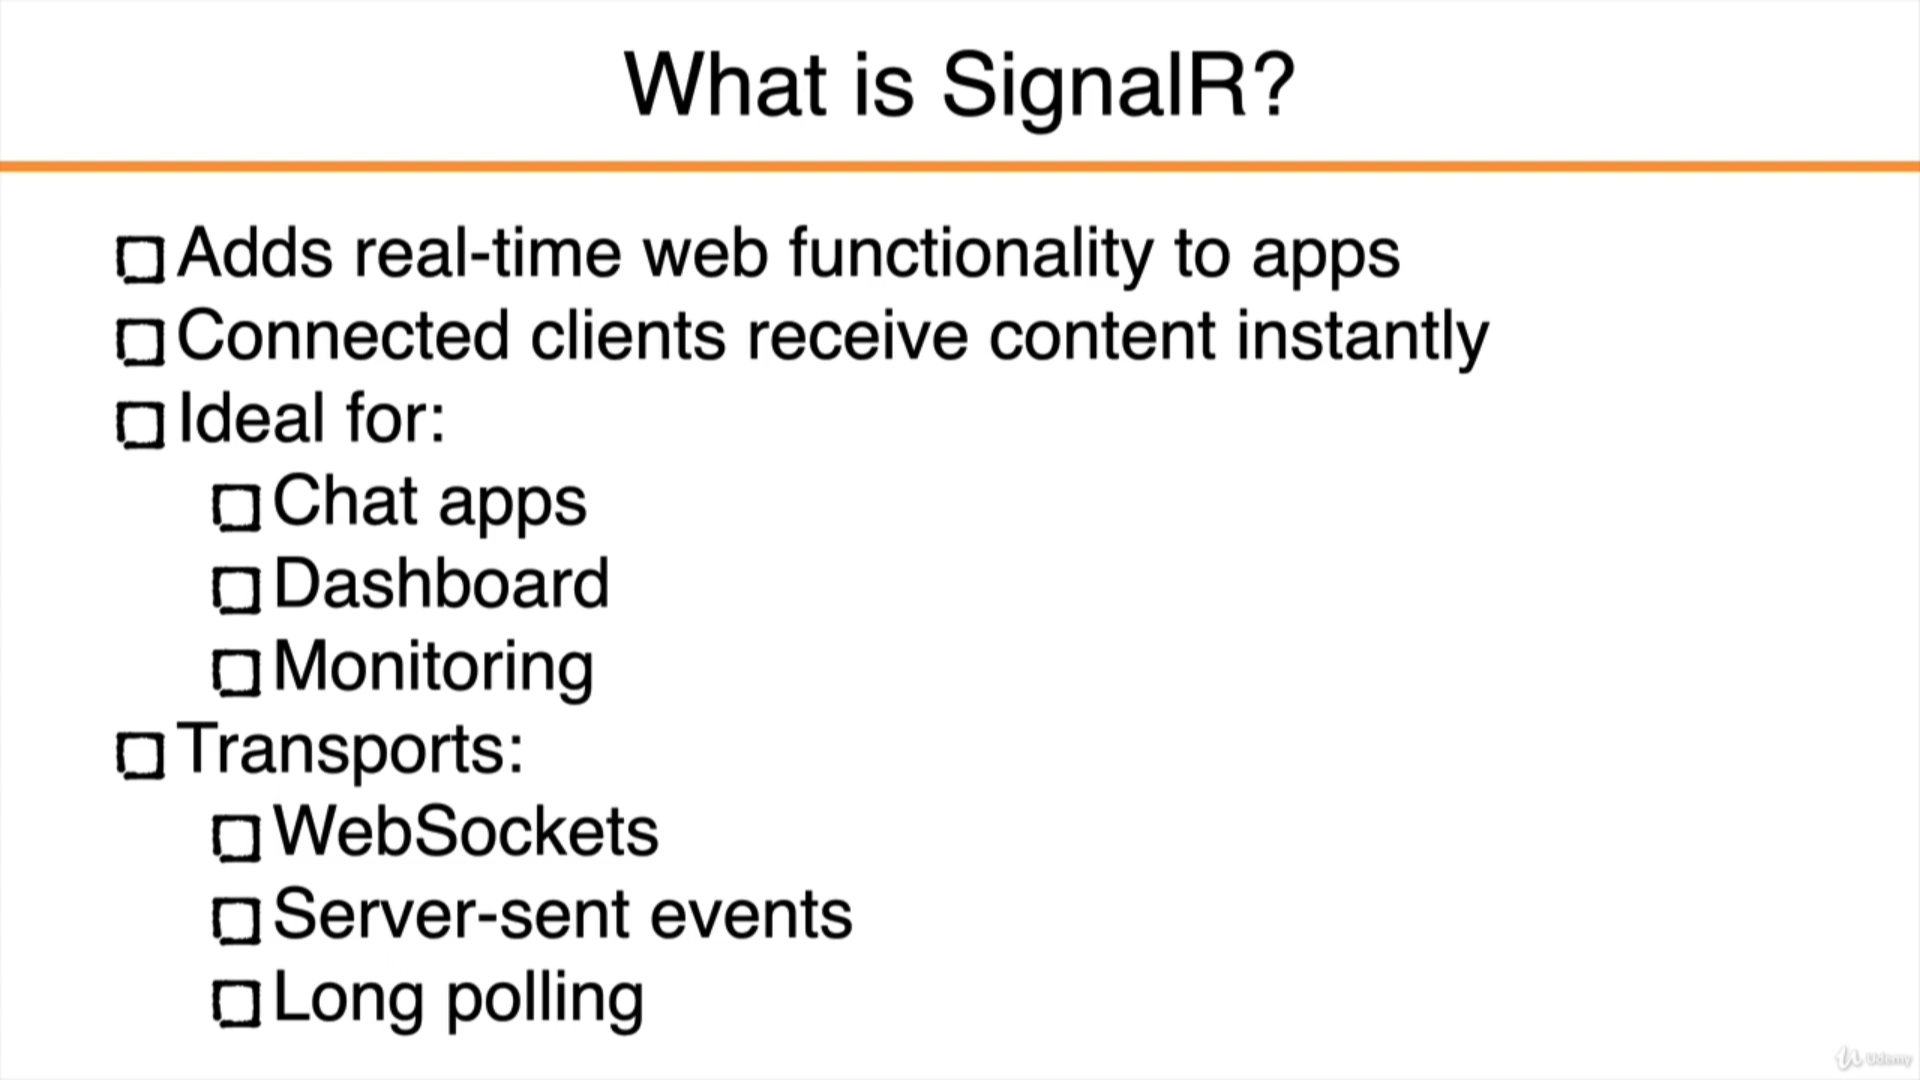 What is SignalR?
Adds real-time web functionality to apps
Connected clients receive content instantly
Ideal for:
Chat apps
Dashboard
Monitoring
Transports:
WebSockets
Server-sent events
Long polling
Udemy